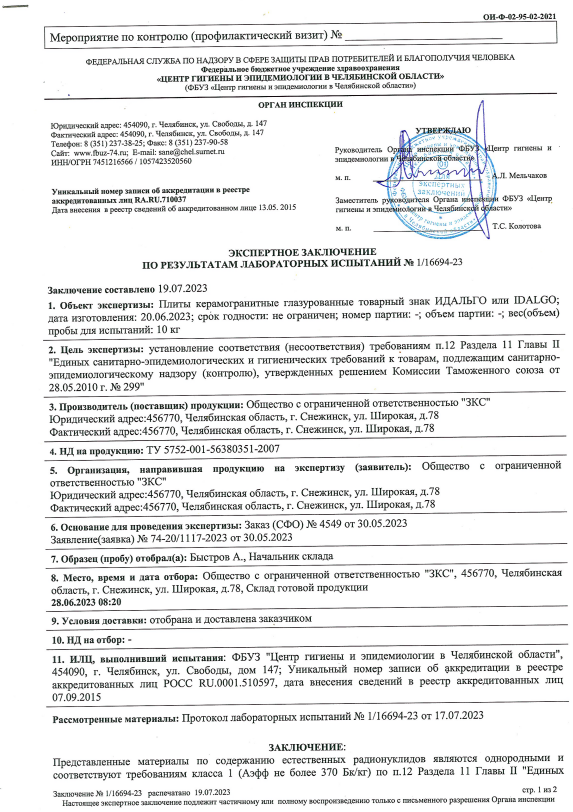 ОИ-Ф-02-95-02-2021
Мероприятие по контролю (профилактический визит) №
ФЕДЕРАЛЬНАЯ СЛУЖБА ПО НАДЗОРУ В СФЕРЕ ЗАЩИТЫ ПРАВ ПОТРЕБИТЕЛЕЙ И БЛАГОПОЛУЧИЯ ЧЕЛОВЕКА
Федеральное бюджетное учреждение здравоохранения
«ЦЕНТР ГИГИЕНЫ И ЭПИДЕМИОЛОГИИ В ЧЕЛЯБИНСКОЙ ОБЛАСТИ»
(ФБУЗ «Центр гигиены и эпидемиологии в Челябинской области»)
ОРГАН ИНСПЕКЦИИ
Юридический адрес: 454090, г. Челябинск, ул. Свободы, д. 147
Фактический адрес: 454090, г. Челябинск, ул. Свободы, д. 147
Телефон: 8 (351) 237-38-25; Факс: 8 (351) 237-90-58
Сайт: www.fbuz-74.ru; E-mail: sane@chel.surnet.ru
ИНН/ОГРН 7451216566 / 1057423520560
Уникальный номер записи об аккредитации в реестре
аккредитованных лиц RA.RU.710037
Дата внесения в реестр сведений об аккредитованном лице 13.05. 2015
УТВЕРЖДАЮ
Руководитель Органа инспекции ФБУЗ «Центр гигиены и
эпидемиологии в Челябинской области»
м. п. А.Л. Мельчаков
Заместитель руководителя Органа инспекции ФБУЗ «Центр
гигиены и эпидемиологии в Челябинской области»
м. п. Т.С. Колотова
Для
экспертных
заключений
ЭКСПЕРТНОЕ ЗАКЛЮЧЕНИЕ
ПО РЕЗУЛЬТАТАМ ЛАБОРАТОРНЫХ ИСПЫТАНИЙ № 1/16694-23
Заключение составлено 19.07.2023
1. Объект экспертизы: Плиты керамогранитные глазурованные товарный знак ИДАЛЬГО или IDALGO;
дата изготовления: 20.06.2023; срок годности: не ограничен; номер партии: -; объем партии: -; вес(объем)
пробы для испытаний: 10 кг
2. Цель экспертизы: установление соответствия (несоответствия) требованиям п.12 Раздела 11 Главы II
"Единых санитарно-эпидемиологических и гигиенических требований к товарам, подлежащим санитарно-
эпидемиологическому надзору (контролю), утвержденных решением Комиссии Таможенного союза от
28.05.2010 г. № 299"
3. Производитель (поставщик) продукции: Общество с ограниченной ответственностью "ЗКС"
Юридический адрес:456770, Челябинская область, г. Снежинск, ул. Широкая, д.78
Фактический адрес:456770, Челябинская область, г. Снежинск, ул. Широкая, д.78
4. НД на продукцию: ТУ 5752-001-56380351-2007
5. Организация, направившая продукцию на экспертизу (заявитель): Общество с ограниченной
ответственностью "ЗКС"
Юридический адрес:456770, Челябинская область, г. Снежинск, ул. Широкая, д.78
Фактический адрес:456770, Челябинская область, г. Снежинск, ул. Широкая, д.78
6. Основание для проведения экспертизы: Заказ (СФО) № 4549 от 30.05.2023
Заявление(заявка) № 74-20/1117-2023 от 30.05.2023
7. Образец (пробу) отобрал(а): Быстров А., Начальник склада
8. Место, время и дата отбора: Общество с ограниченной ответственностью "ЗКС", 456770, Челябинская
область, г. Снежинск, ул. Широкая, д.78, Склад готовой продукции
28.06.2023 08:20
9. Условия доставки: отобрана и доставлена заказчиком
10. НД на отбор: -
11. ИЛЦ, выполнивший испытания: ФБУЗ "Центр гигиены и эпидемиологии в Челябинской области",
454090, г. Челябинск, ул. Свободы, дом 147; Уникальный номер записи об аккредитации в реестре
аккредитованных лиц РОСС RU.0001.510597, дата внесения сведений в реестр аккредитованных лиц
07.09.2015
Рассмотренные материалы: Протокол лабораторных испытаний № 1/16694-23 от 17.07.2023
ЗАКЛЮЧЕНИЕ:
Представленные материалы по содержанию естественных радионуклидов являются однородными и
соответствуют требованиям класса 1 (Аэфф не более 370 Бк/кг) по п.12 Раздела 11 Главы II "Единых
Заключение № 1/16694-23 распечатано 19.07.2023
стр. 1 из 2
Настоящее экспертное заключение подлежит частичному или полному воспроизведению только с письменного разрешения Органа инспекции